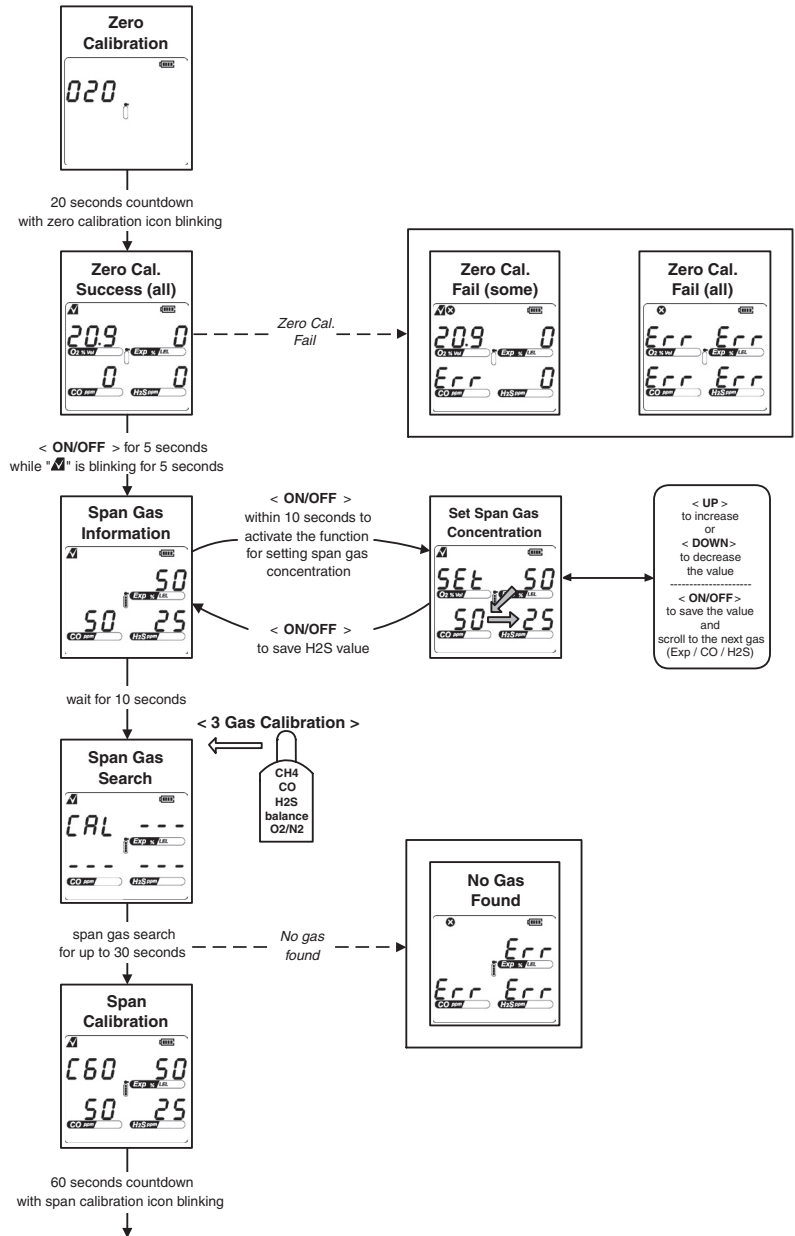 Zero
Calibration
020
20 seconds countdown
with zero calibration icon blinking
Zero Cal.
Success (all)
20.9 0
O2 % Vol Exp % LEL
0 0
CO ppm H2S ppm
Zero Cal.
Fail
Zero Cal.
Fail (some)
20.9 0
O2 % Vol Exp % LEL
Err 0
CO ppm H2S ppm
Zero Cal.
Fail (all)
Err Err
O2 % Vol Exp % LEL
Err Err
CO ppm H2S ppm
< ON/OFF > for 5 seconds
while "✓" is blinking for 5 seconds
Span Gas
Information
50
Exp % LEL
50 25
CO ppm H2S ppm
< ON/OFF >
within 10 seconds to
activate the function
for setting span gas
concentration
< ON/OFF >
to save H2S value
Set Span Gas
Concentration
SEt 50
O2 % Vol Exp % LEL
50 25
CO ppm H2S ppm
< UP >
to increase
or
< DOWN>
to decrease
the value
---------------------
< ON/OFF>
to save the value
and
scroll to the next gas
(Exp / CO / H2S)
wait for 10 seconds
< 3 Gas Calibration >
CH4
CO
H2S
balance
O2/N2
Span Gas
Search
CAL - - -
Exp % LEL
- - - - - -
CO ppm H2S ppm
span gas search
for up to 30 seconds
No gas
found
No Gas
Found
Err
Exp % LEL
Err Err
CO ppm H2S ppm
Span
Calibration
C60 50
Exp % LEL
50 25
CO ppm H2S ppm
60 seconds countdown
with span calibration icon blinking